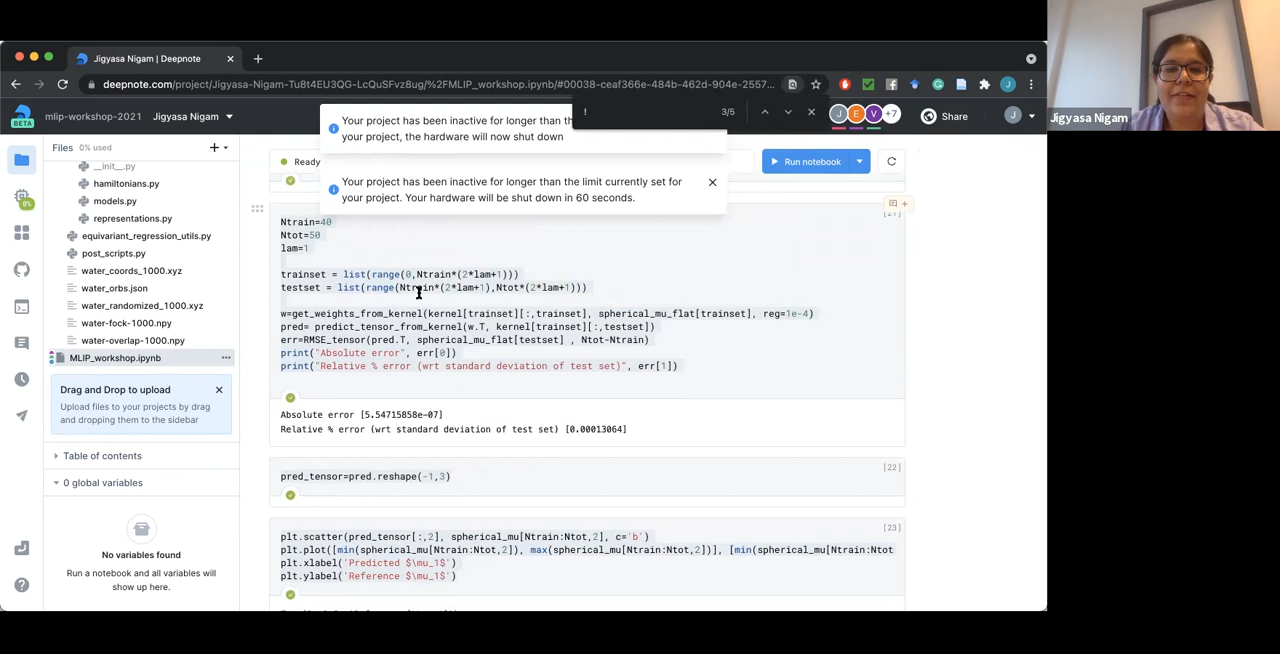 Jigyasa Nigam | Deepnote
deepnote.com/project/Jigyasa-Nigam-Tu8t4EU3QG-LcQuSFvz8ug/%2FMLIP_workshop.ipynb/#00038-ceaf366e-484b-462d-904e-2557...
BETA
mlip-workshop-2021
Jigyasa Nigam
!
3/5
J E V +7
Share
J
Jigyasa Nigam
Your project has been inactive for longer than th
your project, the hardware will now shut down
Your project has been inactive for longer than the limit currently set for
your project. Your hardware will be shut down in 60 seconds.
Ready
Run notebook
Files 0% used
__init__.py
hamiltonians.py
models.py
representations.py
equivariant_regression_utils.py
post_scripts.py
water_coords_1000.xyz
water_orbs.json
water_randomized_1000.xyz
water-fock-1000.npy
water-overlap-1000.npy
MLIP_workshop.ipynb
Drag and Drop to upload
Upload files to your projects by drag
and dropping them to the sidebar
Table of contents
0 global variables
No variables found
Run a notebook and all variables will
show up here.
0%
[21]
Ntrain=40
Ntot=50
lam=1
trainset = list(range(0,Ntrain*(2*lam+1)))
testset = list(range(Ntrain*(2*lam+1),Ntot*(2*lam+1)))
w=get_weights_from_kernel(kernel[trainset][:,trainset], spherical_mu_flat[trainset], reg=1e-4)
pred= predict_tensor_from_kernel(w.T, kernel[trainset][:,testset])
err=RMSE_tensor(pred.T, spherical_mu_flat[testset] , Ntot-Ntrain)
print("Absolute error", err[0])
print("Relative % error (wrt standard deviation of test set)", err[1])
Absolute error [5.54715858e-07]
Relative % error (wrt standard deviation of test set) [0.00013064]
[22]
pred_tensor=pred.reshape(-1,3)
[23]
plt.scatter(pred_tensor[:,2], spherical_mu[Ntrain:Ntot,2], c='b')
plt.plot([min(spherical_mu[Ntrain:Ntot,2]), max(spherical_mu[Ntrain:Ntot,2])], [min(spherical_mu[Ntrain:Ntot
plt.xlabel('Predicted $\mu_1$')
plt.ylabel('Reference $\mu_1$')